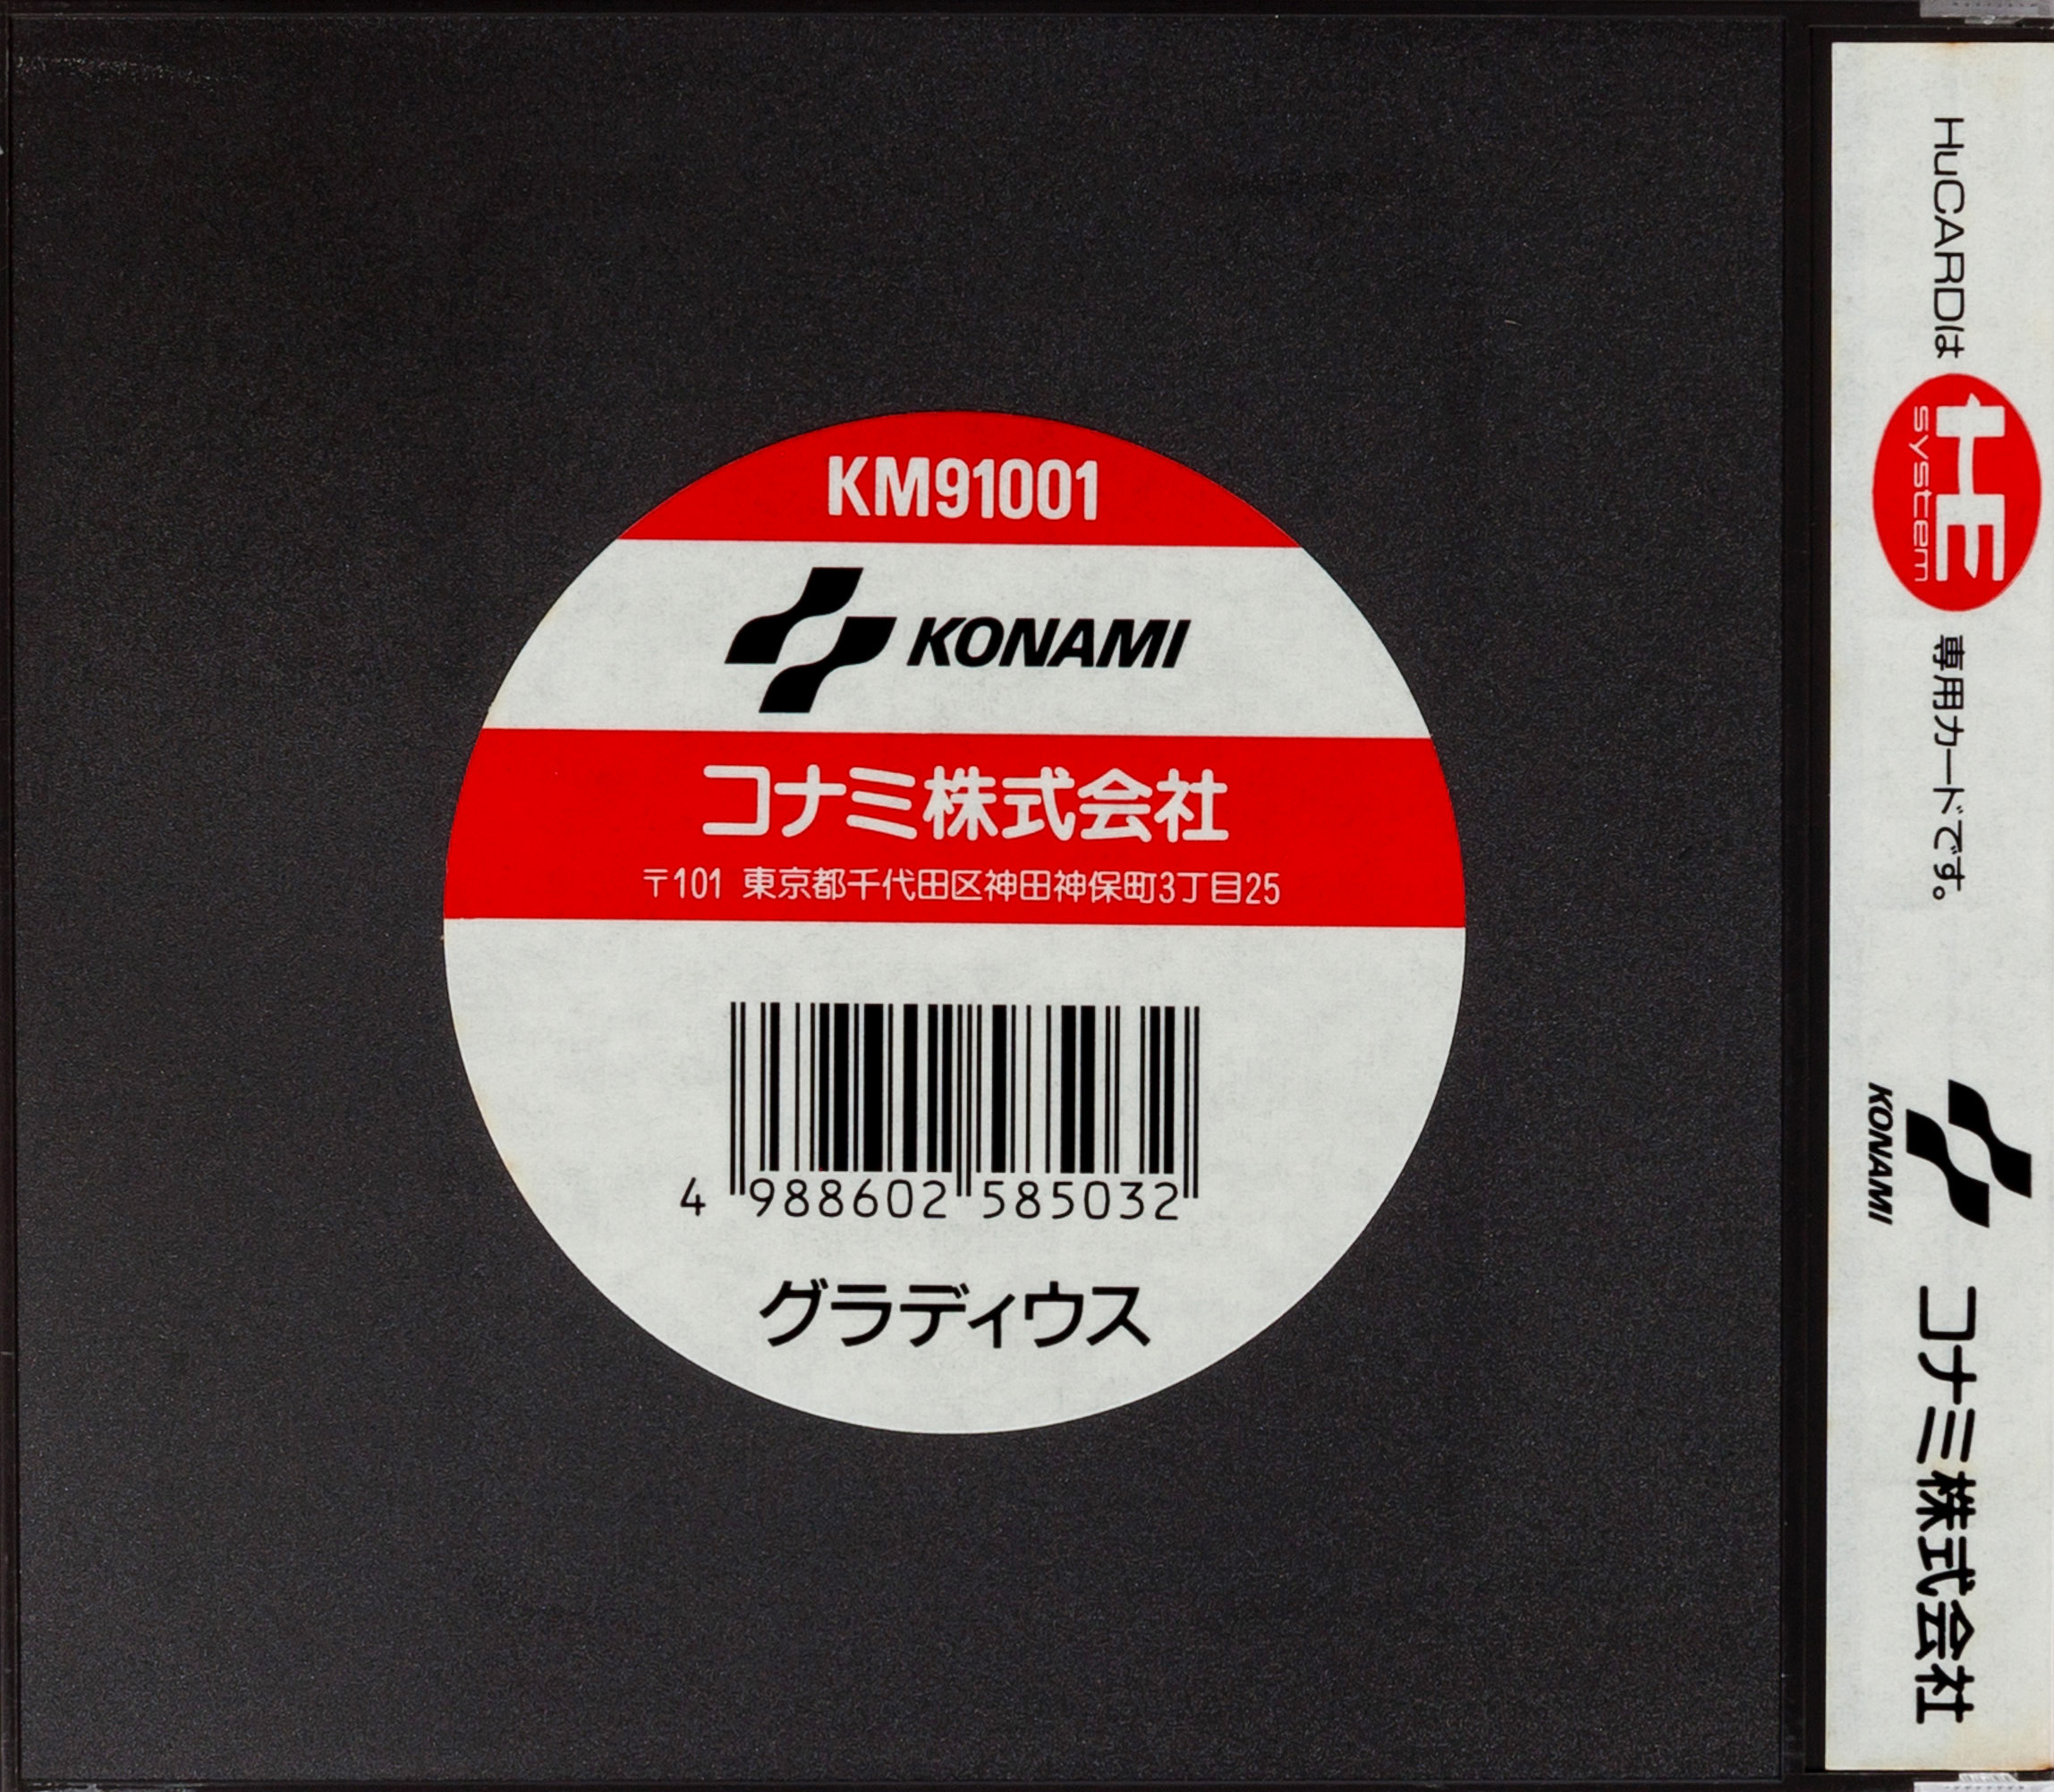 KM91001
KONAMI
コナミ株式会社
〒101 東京都千代田区神田神保町3丁目25
4 988602 585032
グラディウス
HuCARDは HE system 専用カードです。
KONAMI
コナミ株式会社